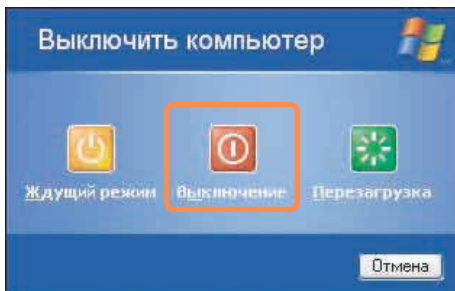 Выключить компьютер
Ждущий режим Выключение Перезагрузка
Отмена